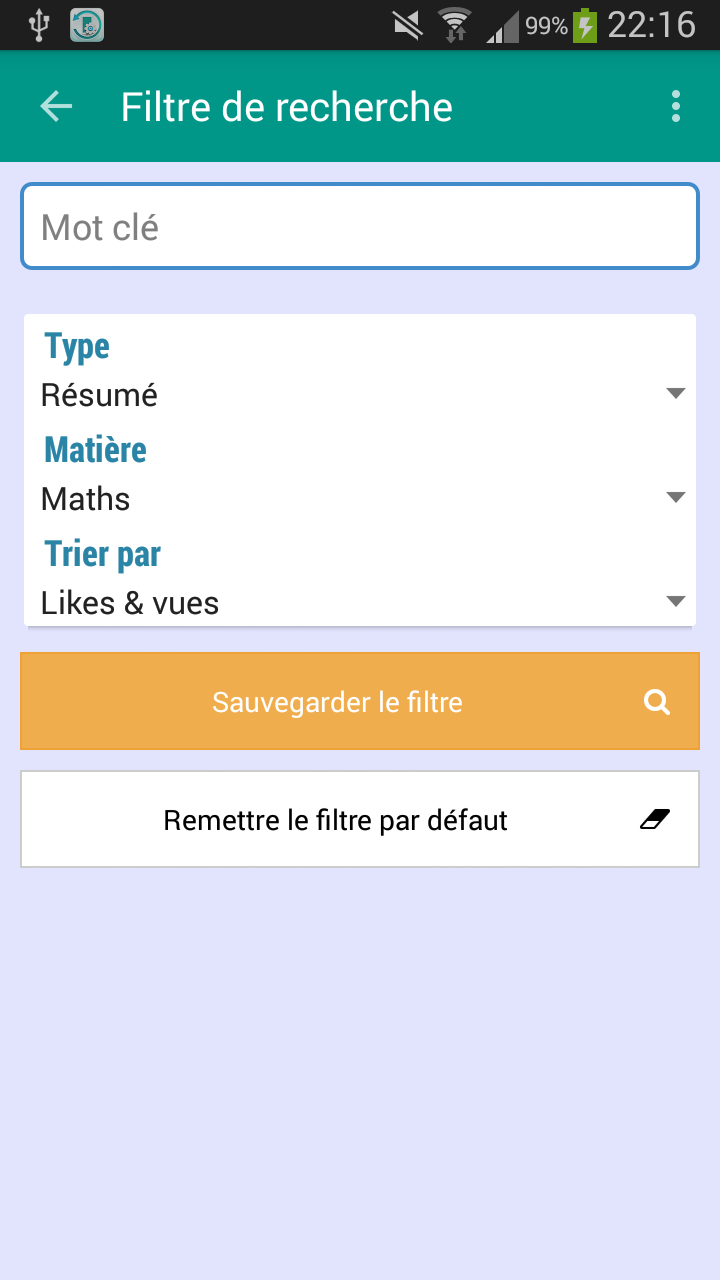 99% 22:16
Filtre de recherche
Mot clé
Type
Résumé
Matière
Maths
Trier par
Likes & vues
Sauvegarder le filtre
Remettre le filtre par défaut